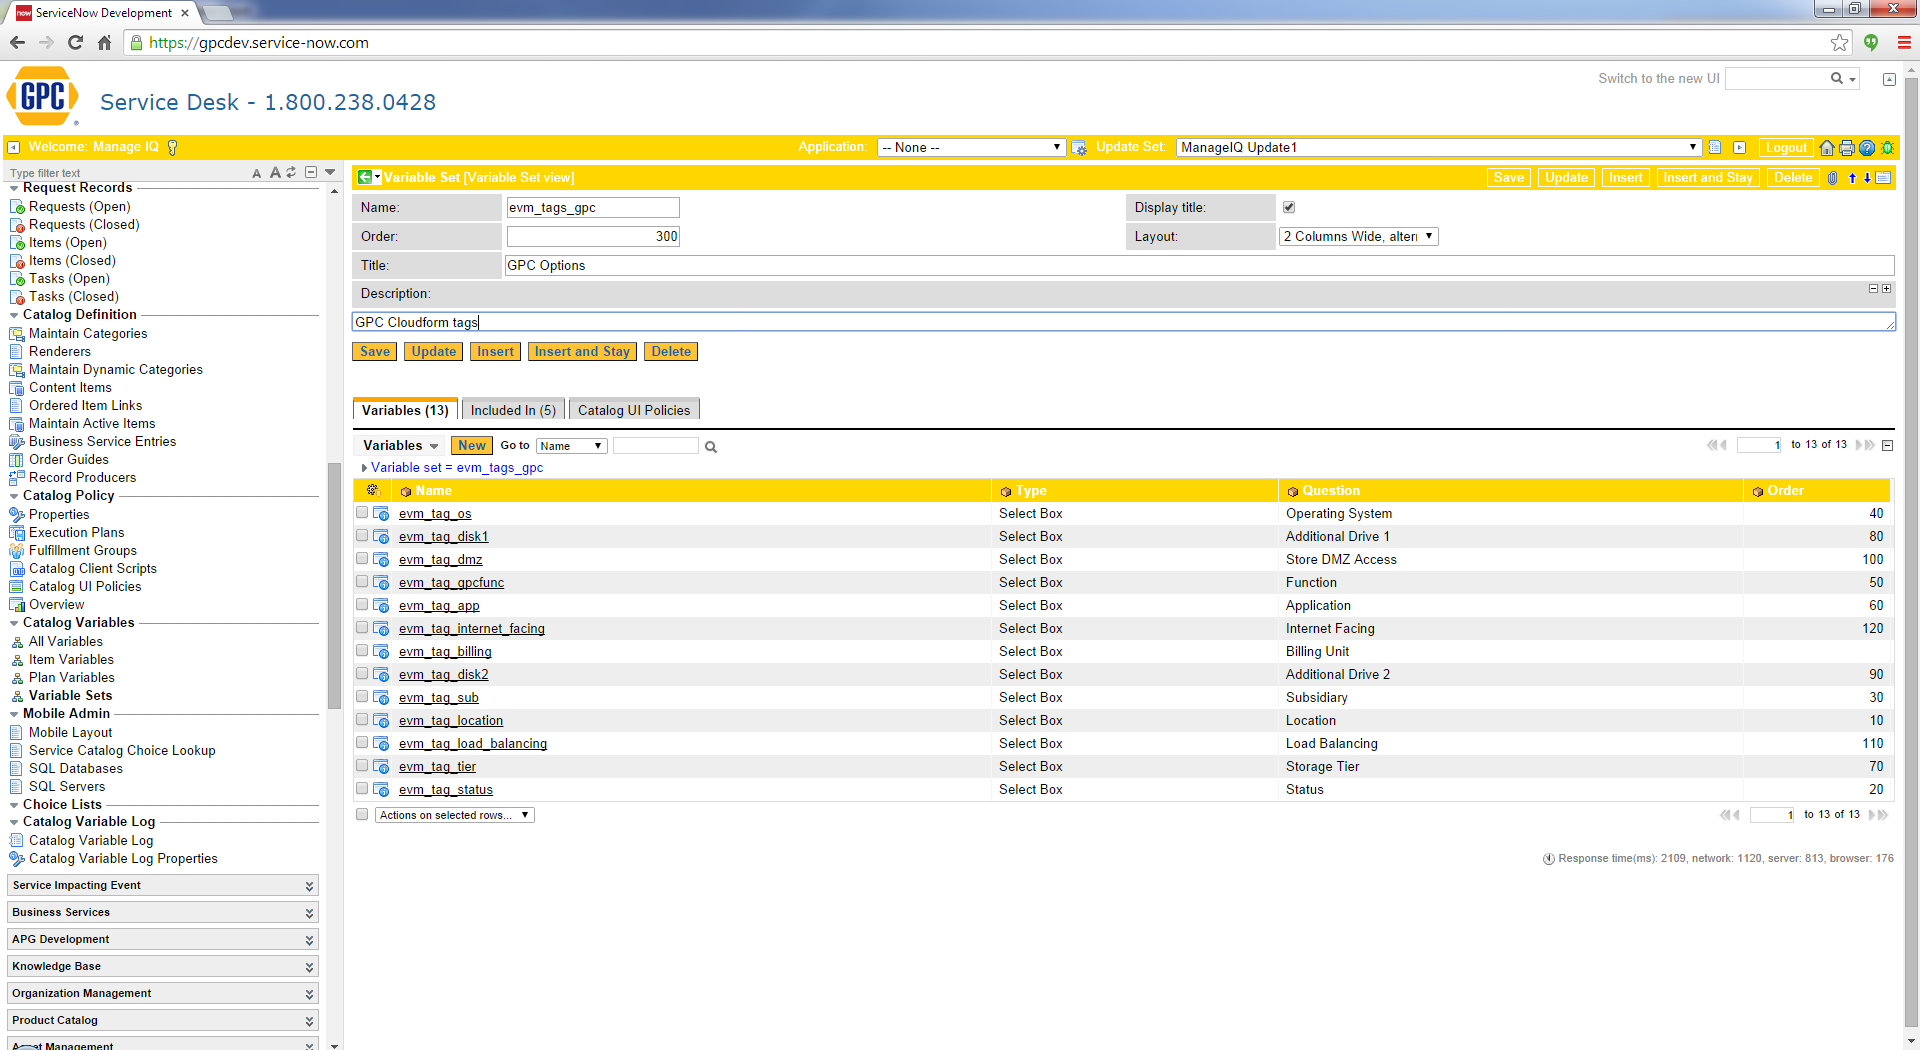 ServiceNow Development
https://gpcdev.service-now.com
GPC
Service Desk - 1.800.238.0428
Switch to the new UI
Welcome: Manage IQ
Application: -- None -- Update Set: ManageIQ Update1 Logout
Type filter text
A A
Request Records
Requests (Open)
Requests (Closed)
Items (Open)
Items (Closed)
Tasks (Open)
Tasks (Closed)
Catalog Definition
Maintain Categories
Renderers
Maintain Dynamic Categories
Content Items
Ordered Item Links
Maintain Active Items
Business Service Entries
Order Guides
Record Producers
Catalog Policy
Properties
Execution Plans
Fulfillment Groups
Catalog Client Scripts
Catalog UI Policies
Overview
Catalog Variables
All Variables
Item Variables
Plan Variables
Variable Sets
Mobile Admin
Mobile Layout
Service Catalog Choice Lookup
SQL Databases
SQL Servers
Choice Lists
Catalog Variable Log
Catalog Variable Log
Catalog Variable Log Properties
Service Impacting Event
Business Services
APG Development
Knowledge Base
Organization Management
Product Catalog
Asset Management
Variable Set [Variable Set view]
Save Update Insert Insert and Stay Delete
Name: evm_tags_gpc Display title:
Order: 300 Layout: 2 Columns Wide, altern
Title: GPC Options
Description:
GPC Cloudform tags
Save Update Insert Insert and Stay Delete
Variables (13) Included In (5) Catalog UI Policies
Variables New Go to Name 1 to 13 of 13
Variable set = evm_tags_gpc
Name Type Question Order
evm_tag_os Select Box Operating System 40
evm_tag_disk1 Select Box Additional Drive 1 80
evm_tag_dmz Select Box Store DMZ Access 100
evm_tag_gpcfunc Select Box Function 50
evm_tag_app Select Box Application 60
evm_tag_internet_facing Select Box Internet Facing 120
evm_tag_billing Select Box Billing Unit
evm_tag_disk2 Select Box Additional Drive 2 90
evm_tag_sub Select Box Subsidiary 30
evm_tag_location Select Box Location 10
evm_tag_load_balancing Select Box Load Balancing 110
evm_tag_tier Select Box Storage Tier 70
evm_tag_status Select Box Status 20
Actions on selected rows... 1 to 13 of 13
Response time(ms): 2109, network: 1120, server: 813, browser: 176